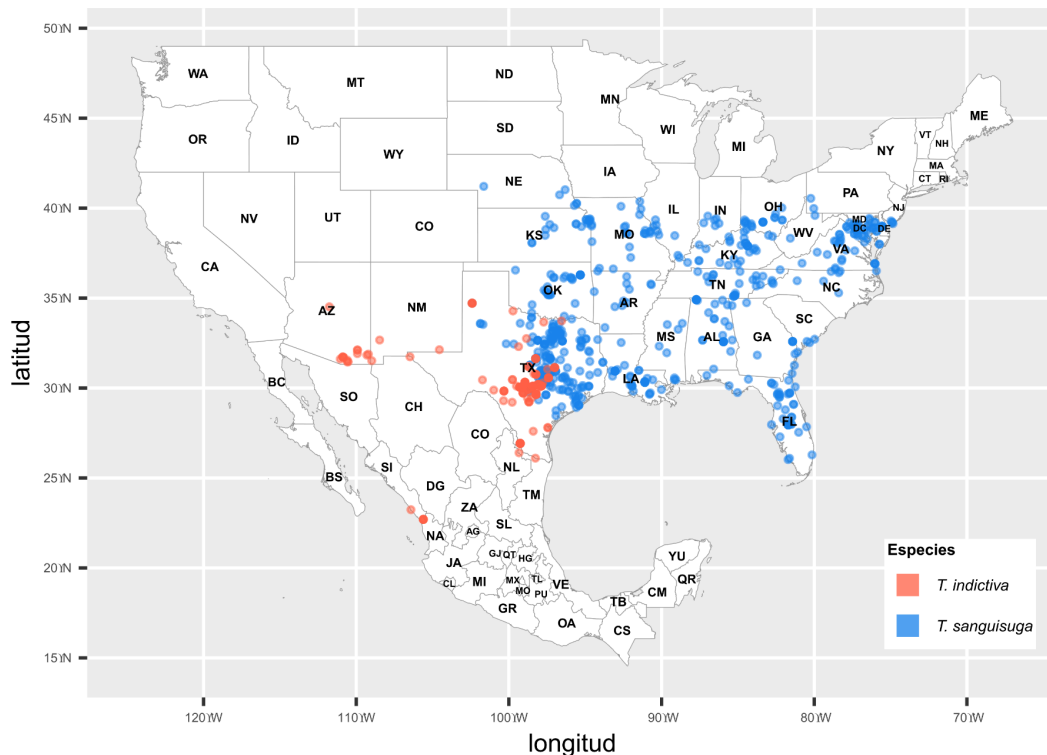 50°N
45°N
40°N
35°N
30°N
25°N
20°N
15°N
latitud
WA
MT
ND
MN
ME
OR
ID
SD
WI
VT
NH
WY
MI
NY
MA
CT
RI
IA
NE
PA
NV
UT
CO
IL
IN
OH
NJ
MD
DC
DE
WV
KS
MO
VA
CA
KY
OK
TN
NC
AZ
NM
AR
SC
MS
AL
GA
TX
LA
BC
SO
CH
FL
CO
NL
SI
BS
DG
TM
ZA
SL
AG
NA
GJ
QT
HG
JA
YU
CL
MI
MX
TL
VE
MO
PU
QR
CM
GR
TB
OA
CS
Especies
T. indictiva
T. sanguisuga
120°W
110°W
100°W
90°W
80°W
70°W
longitud